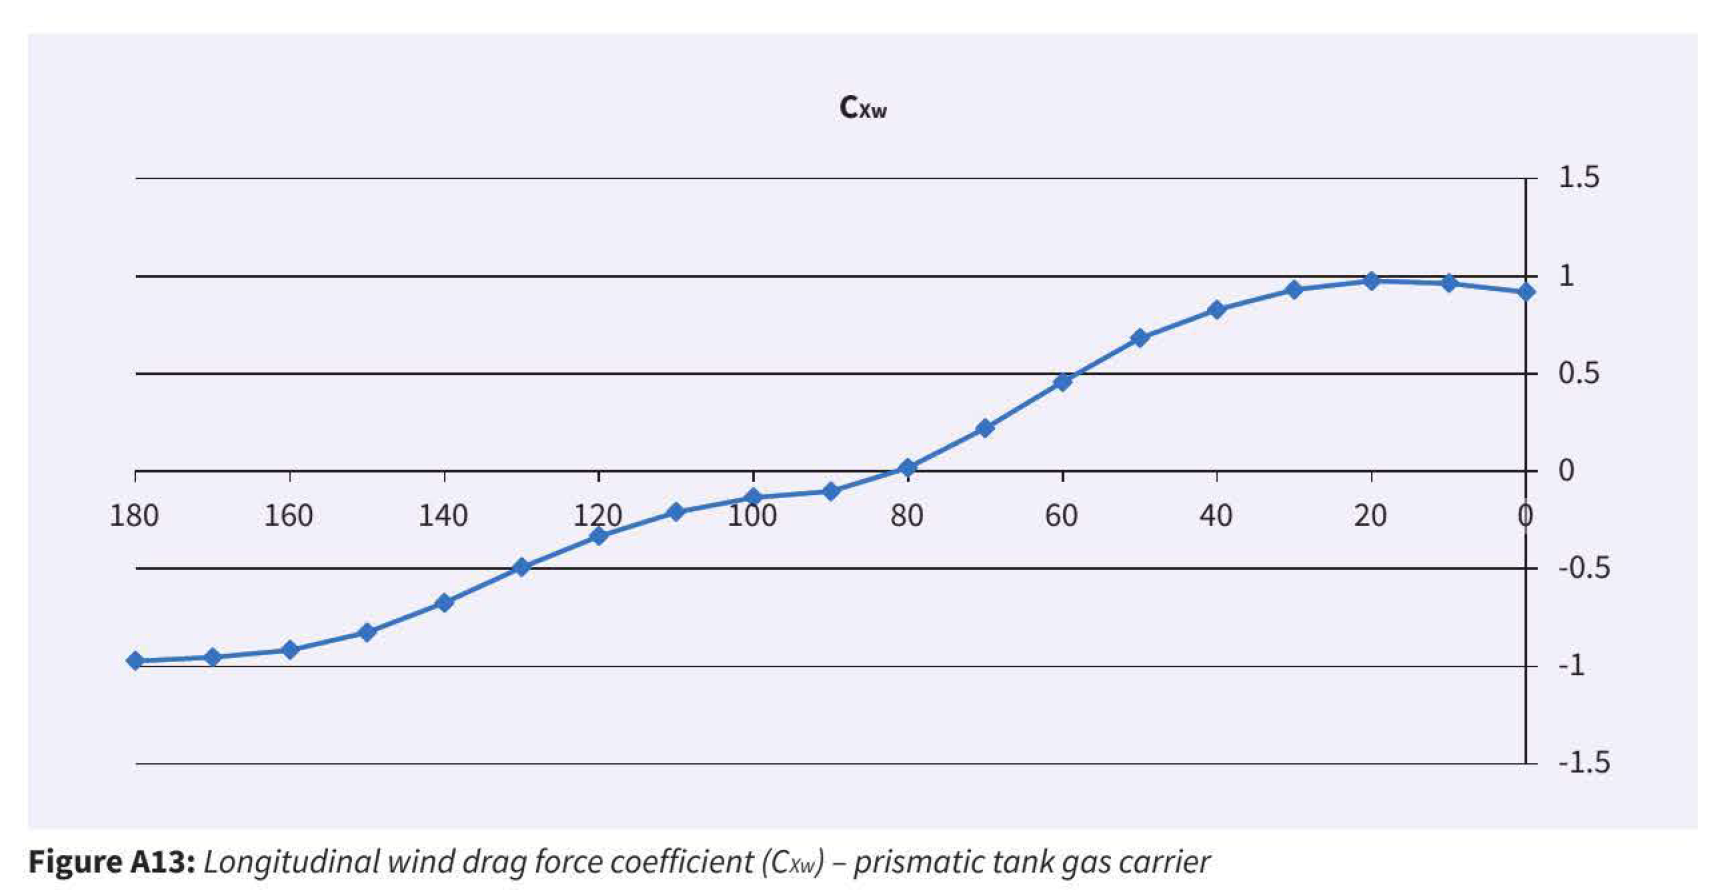 CXw
1.5
1
0.5
0
180 160 140 120 100 80 60 40 20 0
-0.5
-1
-1.5
Figure A13: Longitudinal wind drag force coefficient (CXw) – prismatic tank gas carrier